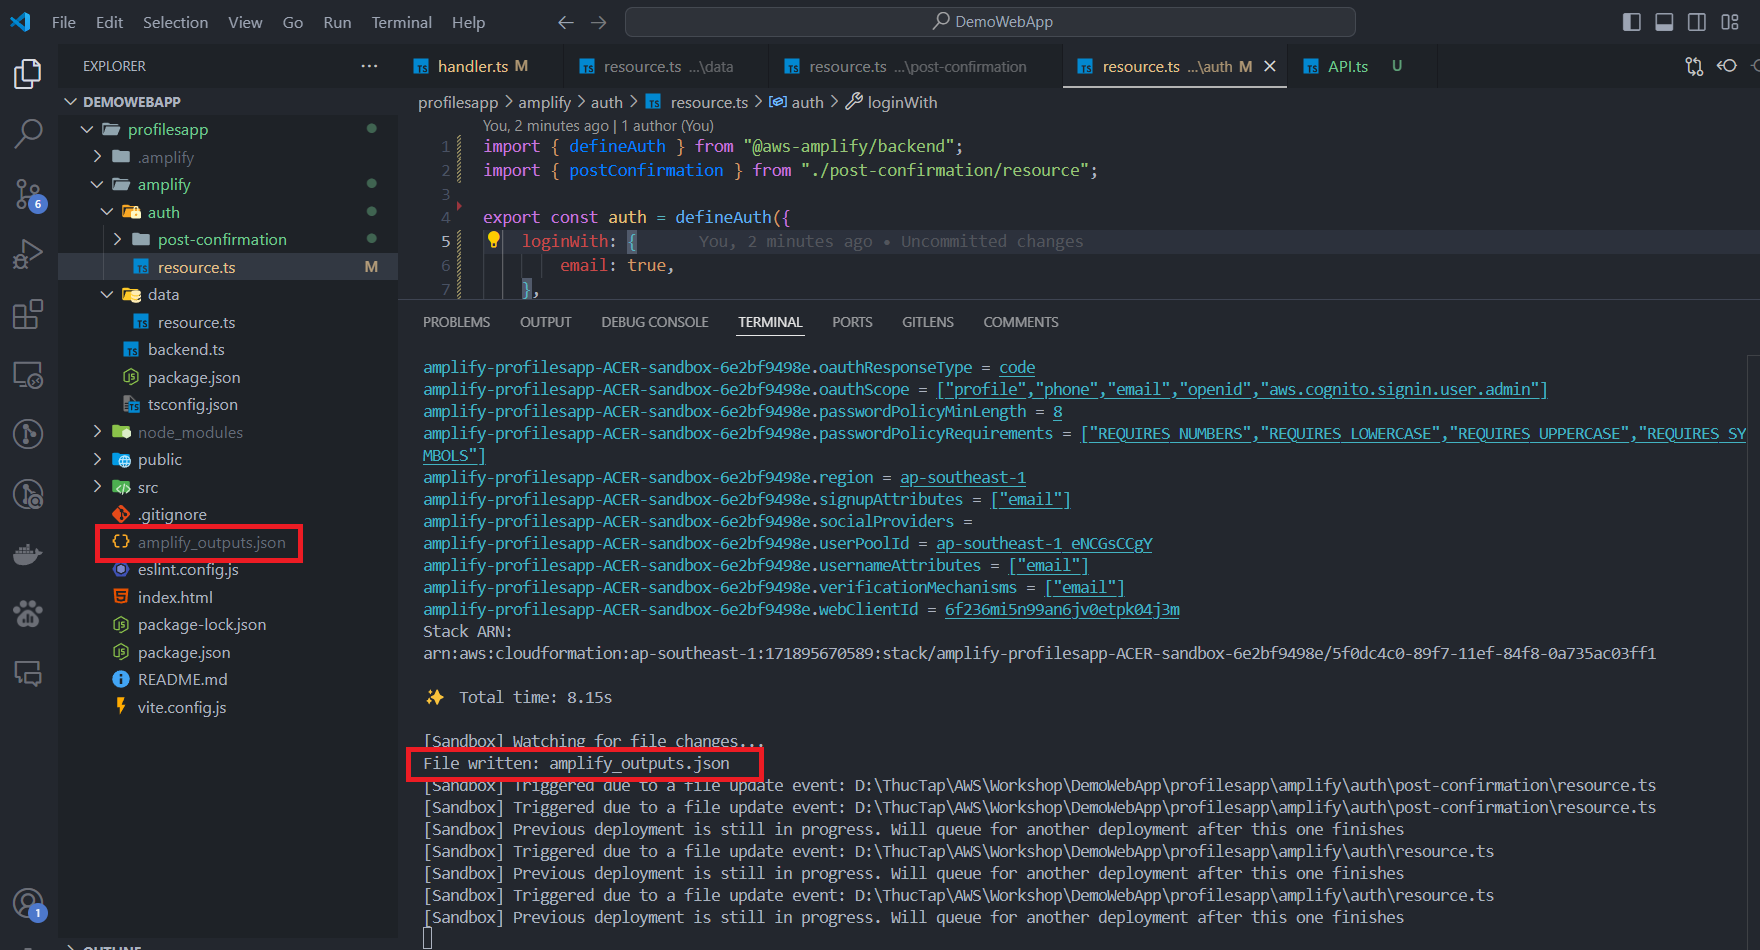 File Edit Selection View Go Run Terminal Help
DemoWebApp
EXPLORER
DEMOWEBAPP
profilesapp
.amplify
amplify
auth
post-confirmation
resource.ts M
data
resource.ts
backend.ts
package.json
tsconfig.json
node_modules
public
src
.gitignore
amplify_outputs.json
eslint.config.js
index.html
package-lock.json
package.json
README.md
vite.config.js
6
1
handler.ts M
resource.ts ...\data
resource.ts ...\post-confirmation
resource.ts ...\auth M
API.ts U
profilesapp > amplify > auth > resource.ts > auth > loginWith
You, 2 minutes ago | 1 author (You)
1 import { defineAuth } from "@aws-amplify/backend";
2 import { postConfirmation } from "./post-confirmation/resource";
3
4 export const auth = defineAuth({
5 loginWith: { You, 2 minutes ago • Uncommitted changes
6 email: true,
7 },
PROBLEMS OUTPUT DEBUG CONSOLE TERMINAL PORTS GITLENS COMMENTS
amplify-profilesapp-ACER-sandbox-6e2bf9498e.oauthResponseType = code
amplify-profilesapp-ACER-sandbox-6e2bf9498e.oauthScope = ["profile","phone","email","openid","aws.cognito.signin.user.admin"]
amplify-profilesapp-ACER-sandbox-6e2bf9498e.passwordPolicyMinLength = 8
amplify-profilesapp-ACER-sandbox-6e2bf9498e.passwordPolicyRequirements = ["REQUIRES_NUMBERS","REQUIRES_LOWERCASE","REQUIRES_UPPERCASE","REQUIRES_SY
MBOLS"]
amplify-profilesapp-ACER-sandbox-6e2bf9498e.region = ap-southeast-1
amplify-profilesapp-ACER-sandbox-6e2bf9498e.signupAttributes = ["email"]
amplify-profilesapp-ACER-sandbox-6e2bf9498e.socialProviders =
amplify-profilesapp-ACER-sandbox-6e2bf9498e.userPoolId = ap-southeast-1_eNCGsCCgY
amplify-profilesapp-ACER-sandbox-6e2bf9498e.usernameAttributes = ["email"]
amplify-profilesapp-ACER-sandbox-6e2bf9498e.verificationMechanisms = ["email"]
amplify-profilesapp-ACER-sandbox-6e2bf9498e.webClientId = 6f236mi5n99an6jv0etpk04j3m
Stack ARN:
arn:aws:cloudformation:ap-southeast-1:171895670589:stack/amplify-profilesapp-ACER-sandbox-6e2bf9498e/5f0dc4c0-89f7-11ef-84f8-0a735ac03ff1
✨ Total time: 8.15s
[Sandbox] Watching for file changes...
File written: amplify_outputs.json
[Sandbox] Triggered due to a file update event: D:\ThucTap\AWS\Workshop\DemoWebApp\profilesapp\amplify\auth\post-confirmation\resource.ts
[Sandbox] Triggered due to a file update event: D:\ThucTap\AWS\Workshop\DemoWebApp\profilesapp\amplify\auth\post-confirmation\resource.ts
[Sandbox] Previous deployment is still in progress. Will queue for another deployment after this one finishes
[Sandbox] Triggered due to a file update event: D:\ThucTap\AWS\Workshop\DemoWebApp\profilesapp\amplify\auth\resource.ts
[Sandbox] Previous deployment is still in progress. Will queue for another deployment after this one finishes
[Sandbox] Triggered due to a file update event: D:\ThucTap\AWS\Workshop\DemoWebApp\profilesapp\amplify\auth\resource.ts
[Sandbox] Previous deployment is still in progress. Will queue for another deployment after this one finishes